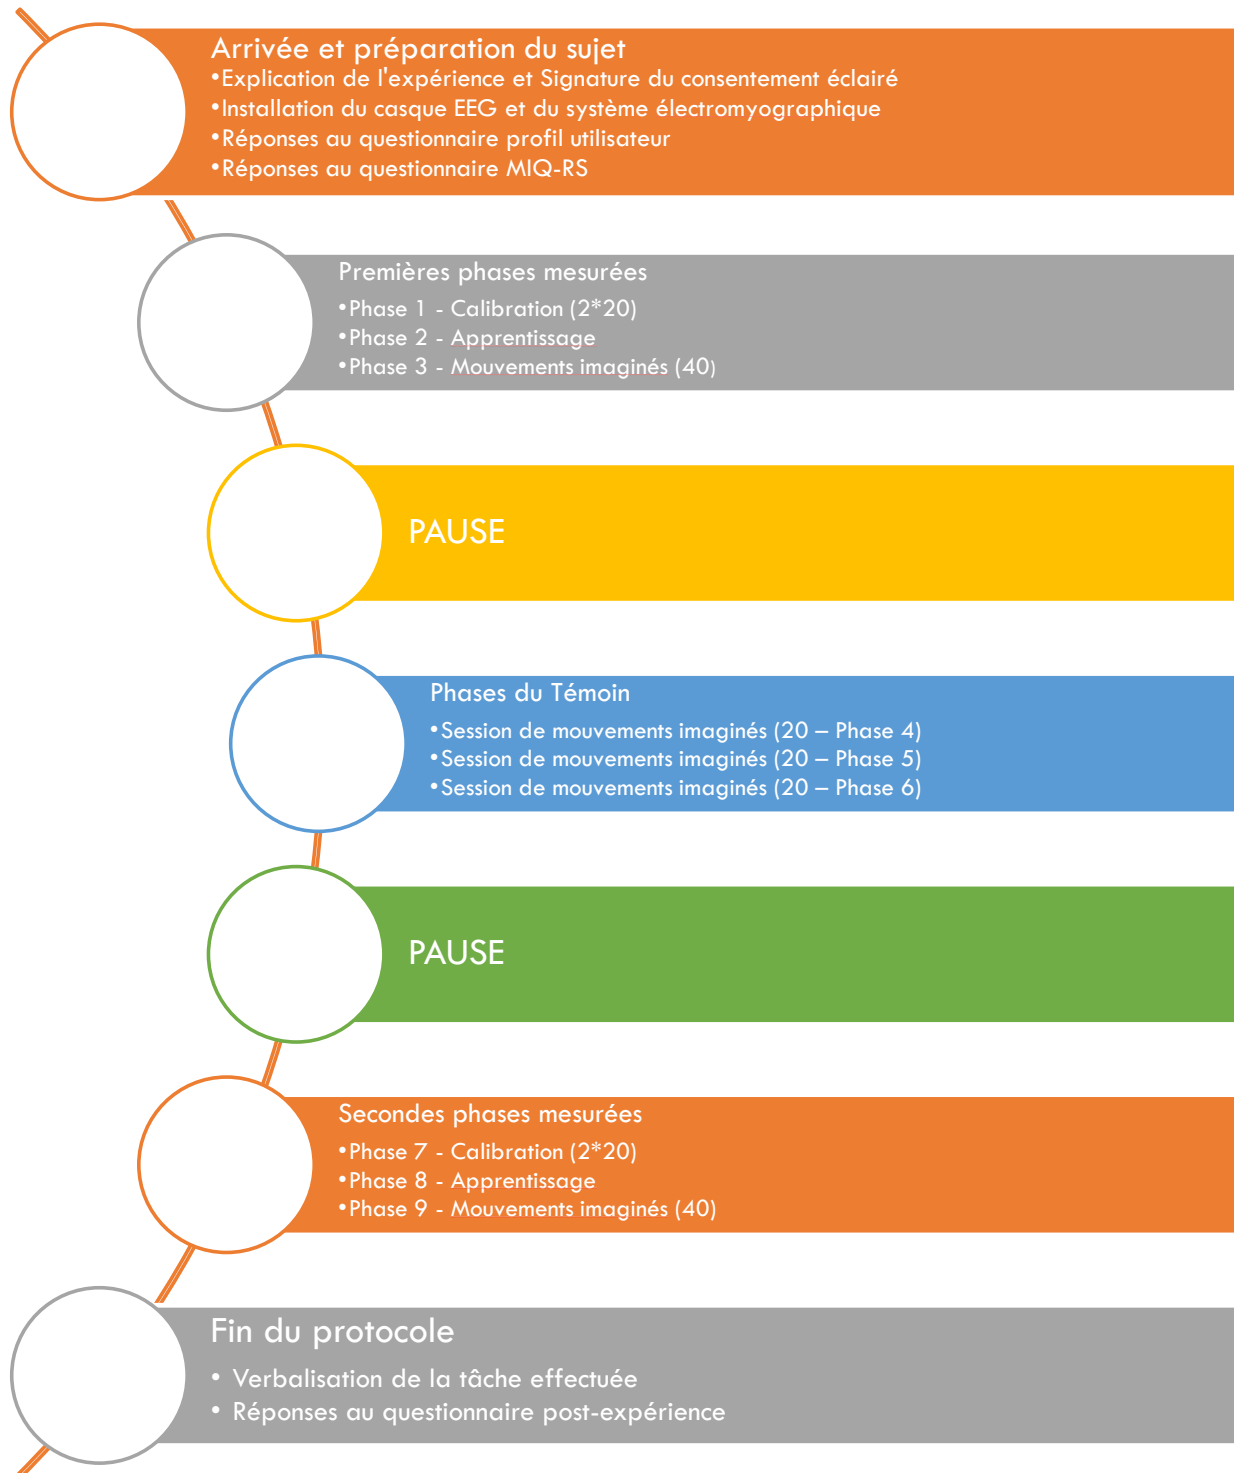 Arrivée et préparation du sujet
•Explication de l'expérience et Signature du consentement éclairé
•Installation du casque EEG et du système électromyographique
•Réponses au questionnaire profil utilisateur
•Réponses au questionnaire MIQ-RS
Premières phases mesurées
•Phase 1 - Calibration (2*20)
•Phase 2 - Apprentissage
•Phase 3 - Mouvements imaginés (40)
PAUSE
Phases du Témoin
•Session de mouvements imaginés (20 – Phase 4)
•Session de mouvements imaginés (20 – Phase 5)
•Session de mouvements imaginés (20 – Phase 6)
PAUSE
Secondes phases mesurées
•Phase 7 - Calibration (2*20)
•Phase 8 - Apprentissage
•Phase 9 - Mouvements imaginés (40)
Fin du protocole
• Verbalisation de la tâche effectuée
• Réponses au questionnaire post-expérience